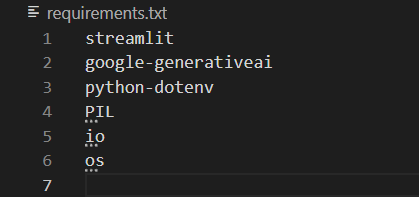 requirements.txt
1 streamlit
2 google-generativeai
3 python-dotenv
4 PIL
5 io
6 os
7